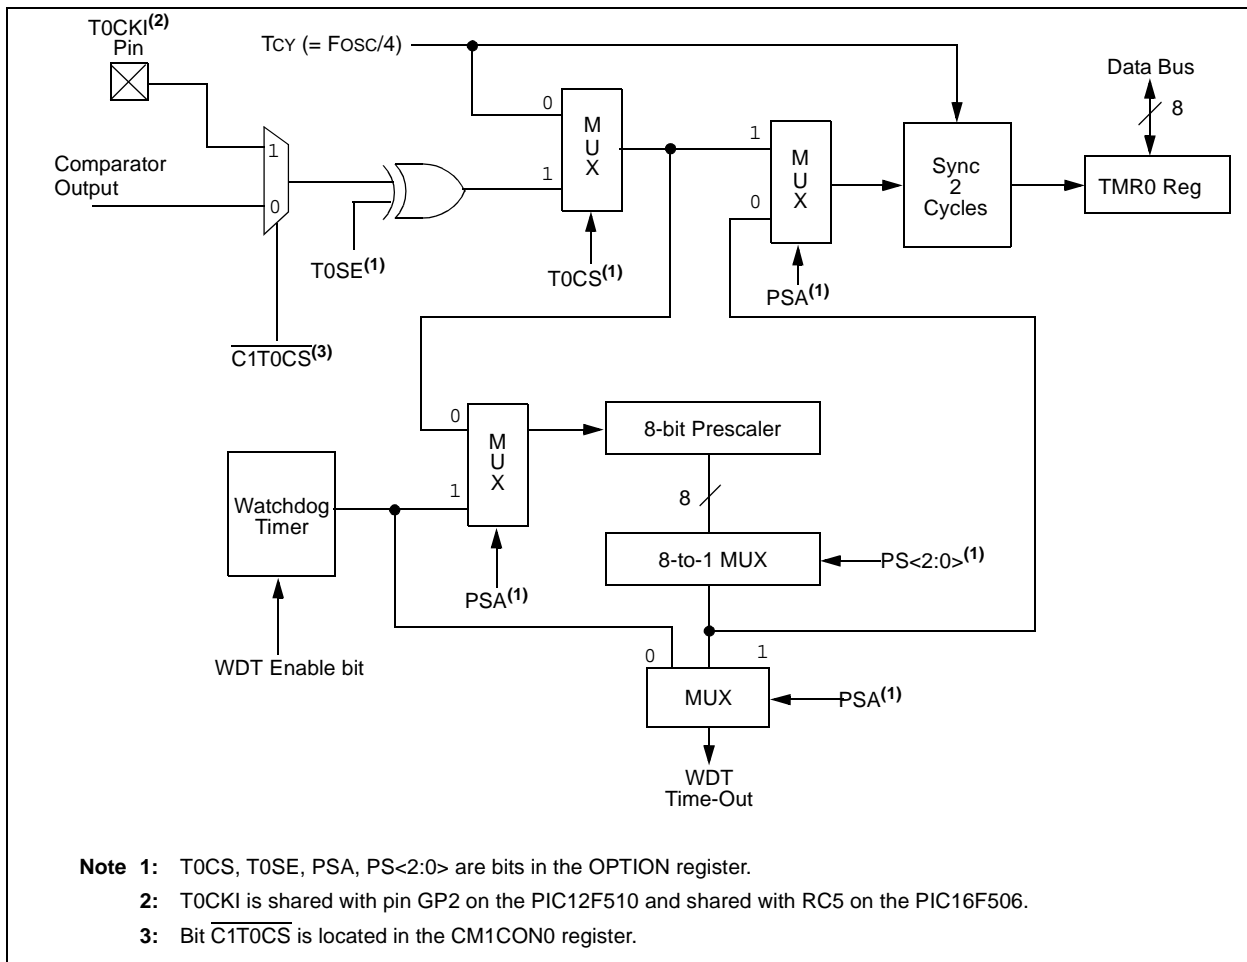 T0CKI(2)
Pin
TCY (= FOSC/4)
Data Bus
8
Comparator
Output
1
0
0
1
M
U
X
1
0
M
U
X
Sync
2
Cycles
TMR0 Reg
T0SE(1)
T0CS(1)
PSA(1)
C1T0CS(3)
0
1
M
U
X
8-bit Prescaler
Watchdog
Timer
8
8-to-1 MUX
PS<2:0>(1)
PSA(1)
WDT Enable bit
0
1
MUX
PSA(1)
WDT
Time-Out
Note 1: T0CS, T0SE, PSA, PS<2:0> are bits in the OPTION register.
2: T0CKI is shared with pin GP2 on the PIC12F510 and shared with RC5 on the PIC16F506.
3: Bit C1T0CS is located in the CM1CON0 register.